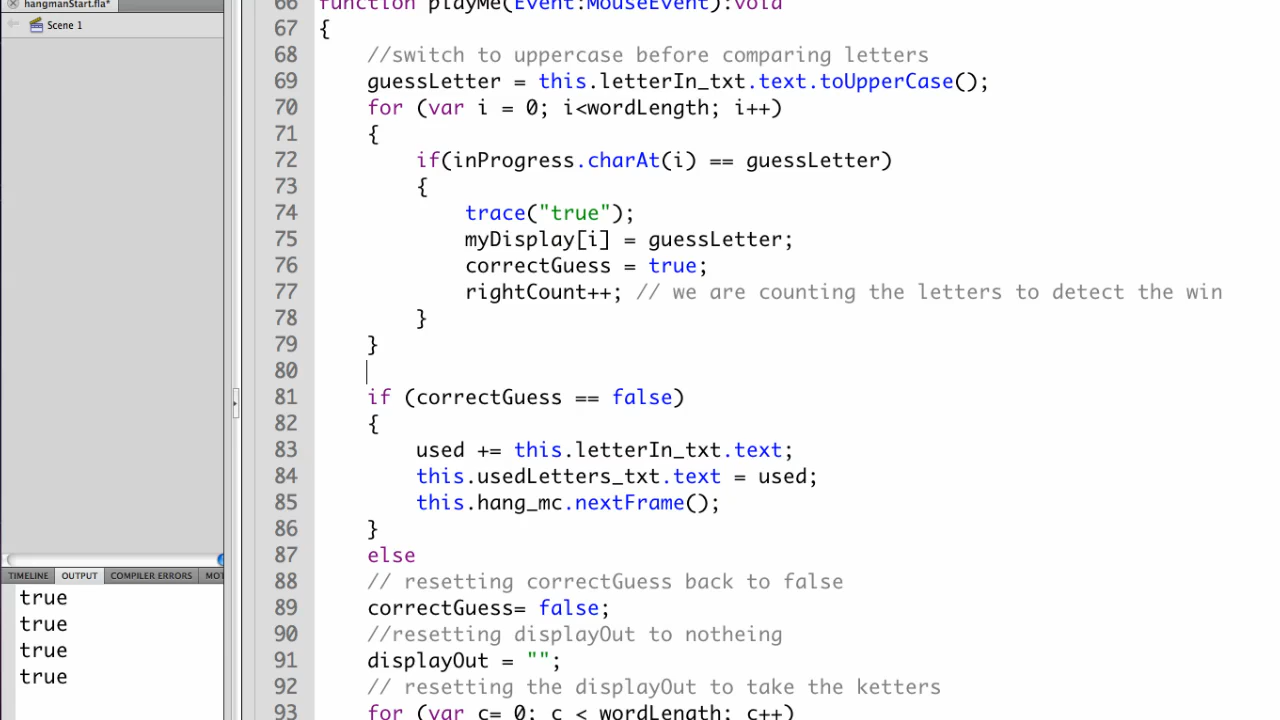 hangmanStart.fla*
Scene 1
66 function playMe(Event:MouseEvent):void
67 {
68 //switch to uppercase before comparing letters
69 guessLetter = this.letterIn_txt.text.toUpperCase();
70 for (var i = 0; i<wordLength; i++)
71 {
72 if(inProgress.charAt(i) == guessLetter)
73 {
74 trace("true");
75 myDisplay[i] = guessLetter;
76 correctGuess = true;
77 rightCount++; // we are counting the letters to detect the win
78 }
79 }
80
81 if (correctGuess == false)
82 {
83 used += this.letterIn_txt.text;
84 this.usedLetters_txt.text = used;
85 this.hang_mc.nextFrame();
86 }
87 else
88 // resetting correctGuess back to false
89 correctGuess= false;
90 //resetting displayOut to notheing
91 displayOut = "";
92 // resetting the displayOut to take the ketters
93 for (var c= 0; c < wordLength; c++)
TIMELINE OUTPUT COMPILER ERRORS MOT
true
true
true
true